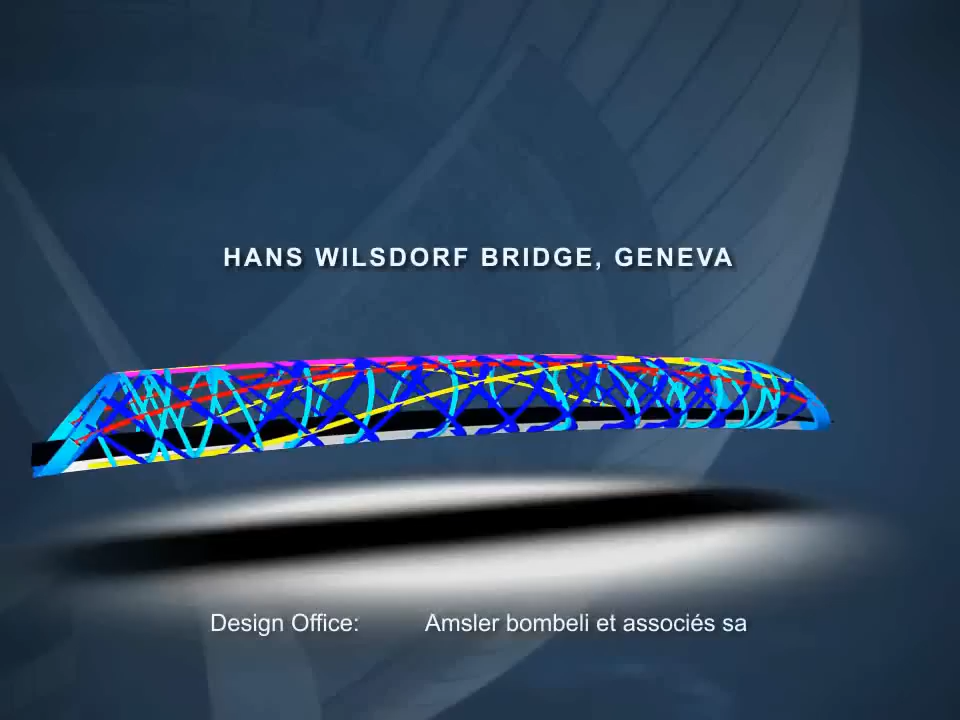 HANS WILSDORF BRIDGE, GENEVA
Design Office: Amsler bombeli et associés sa